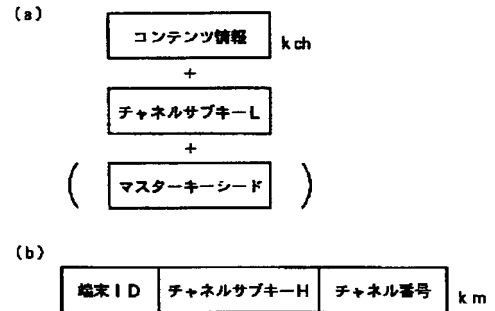 (a)
コンテンツ情報 kch
+
チャネルサブキーL
+
( マスターキーシード )
(b)
端末ID チャネルサブキーH チャネル番号 km